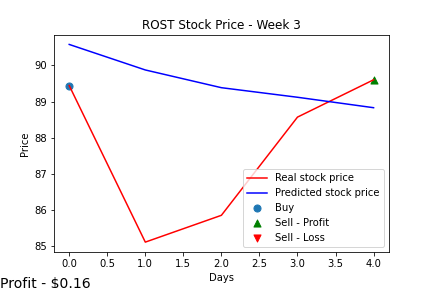 ROST Stock Price - Week 3
Price
90
89
88
87
86
85
Real stock price
Predicted stock price
Buy
Sell - Profit
Sell - Loss
0.0 0.5 1.0 1.5 2.0 2.5 3.0 3.5 4.0
Days
Profit - $0.16